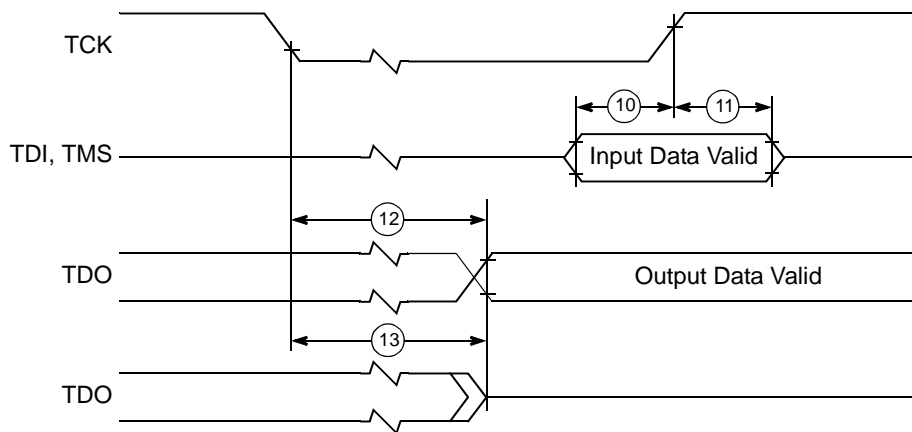 TCK
10
11
TDI, TMS
Input Data Valid
12
TDO
Output Data Valid
13
TDO